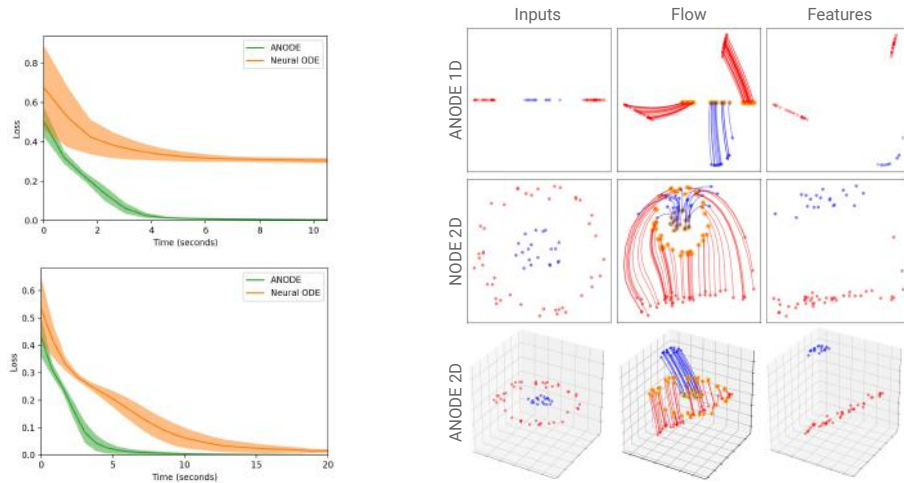 ANODE
Neural ODE
0.8
0.6
0.4
0.2
0.0
Loss
0 2 4 6 8 10
Time (seconds)
ANODE
Neural ODE
0.6
0.5
0.4
0.3
0.2
0.1
0.0
Loss
0 5 10 15 20
Time (seconds)
Inputs Flow Features
ANODE 1D
NODE 2D
ANODE 2D